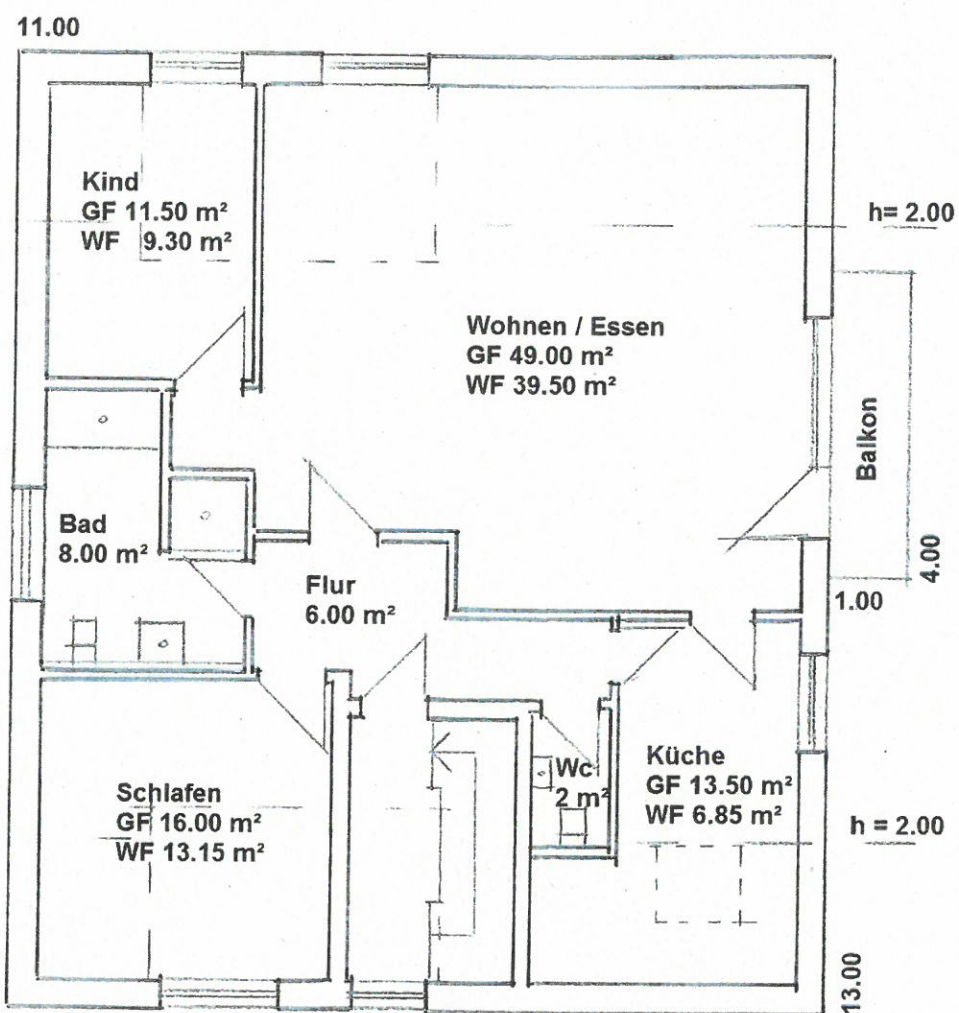 11.00
Kind
GF 11.50 m²
WF 9.30 m²
h= 2.00
Wohnen / Essen
GF 49.00 m²
WF 39.50 m²
Balkon
4.00
1.00
Bad
8.00 m²
Flur
6.00 m²
Schlafen
GF 16.00 m²
WF 13.15 m²
Wc
2 m²
Küche
GF 13.50 m²
WF 6.85 m²
h = 2.00
13.00